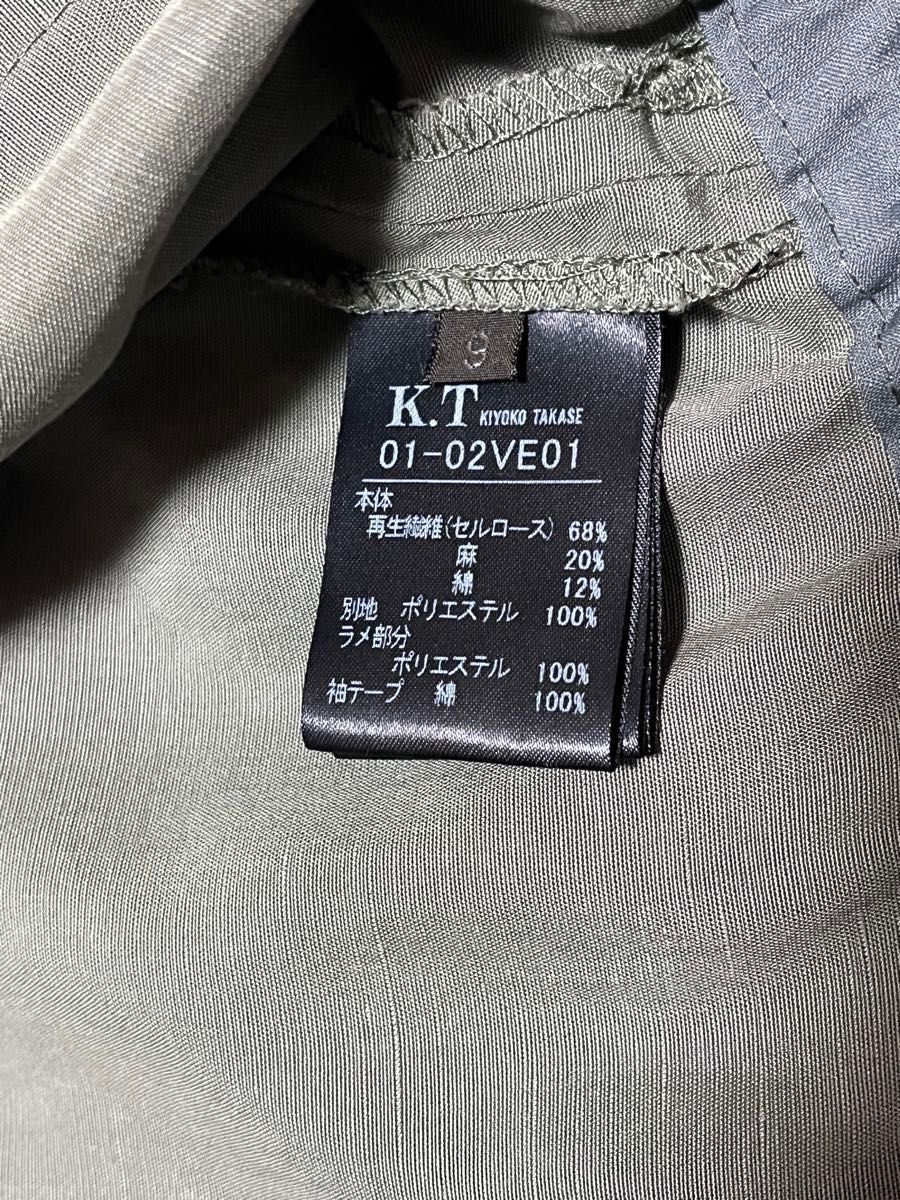 9
K.T KIYOKO TAKASE
01-02VE01
本体
再生繊維(セルロース) 68%
麻 20%
綿 12%
別地 ポリエステル 100%
ラメ部分
ポリエステル 100%
袖テープ 綿 100%